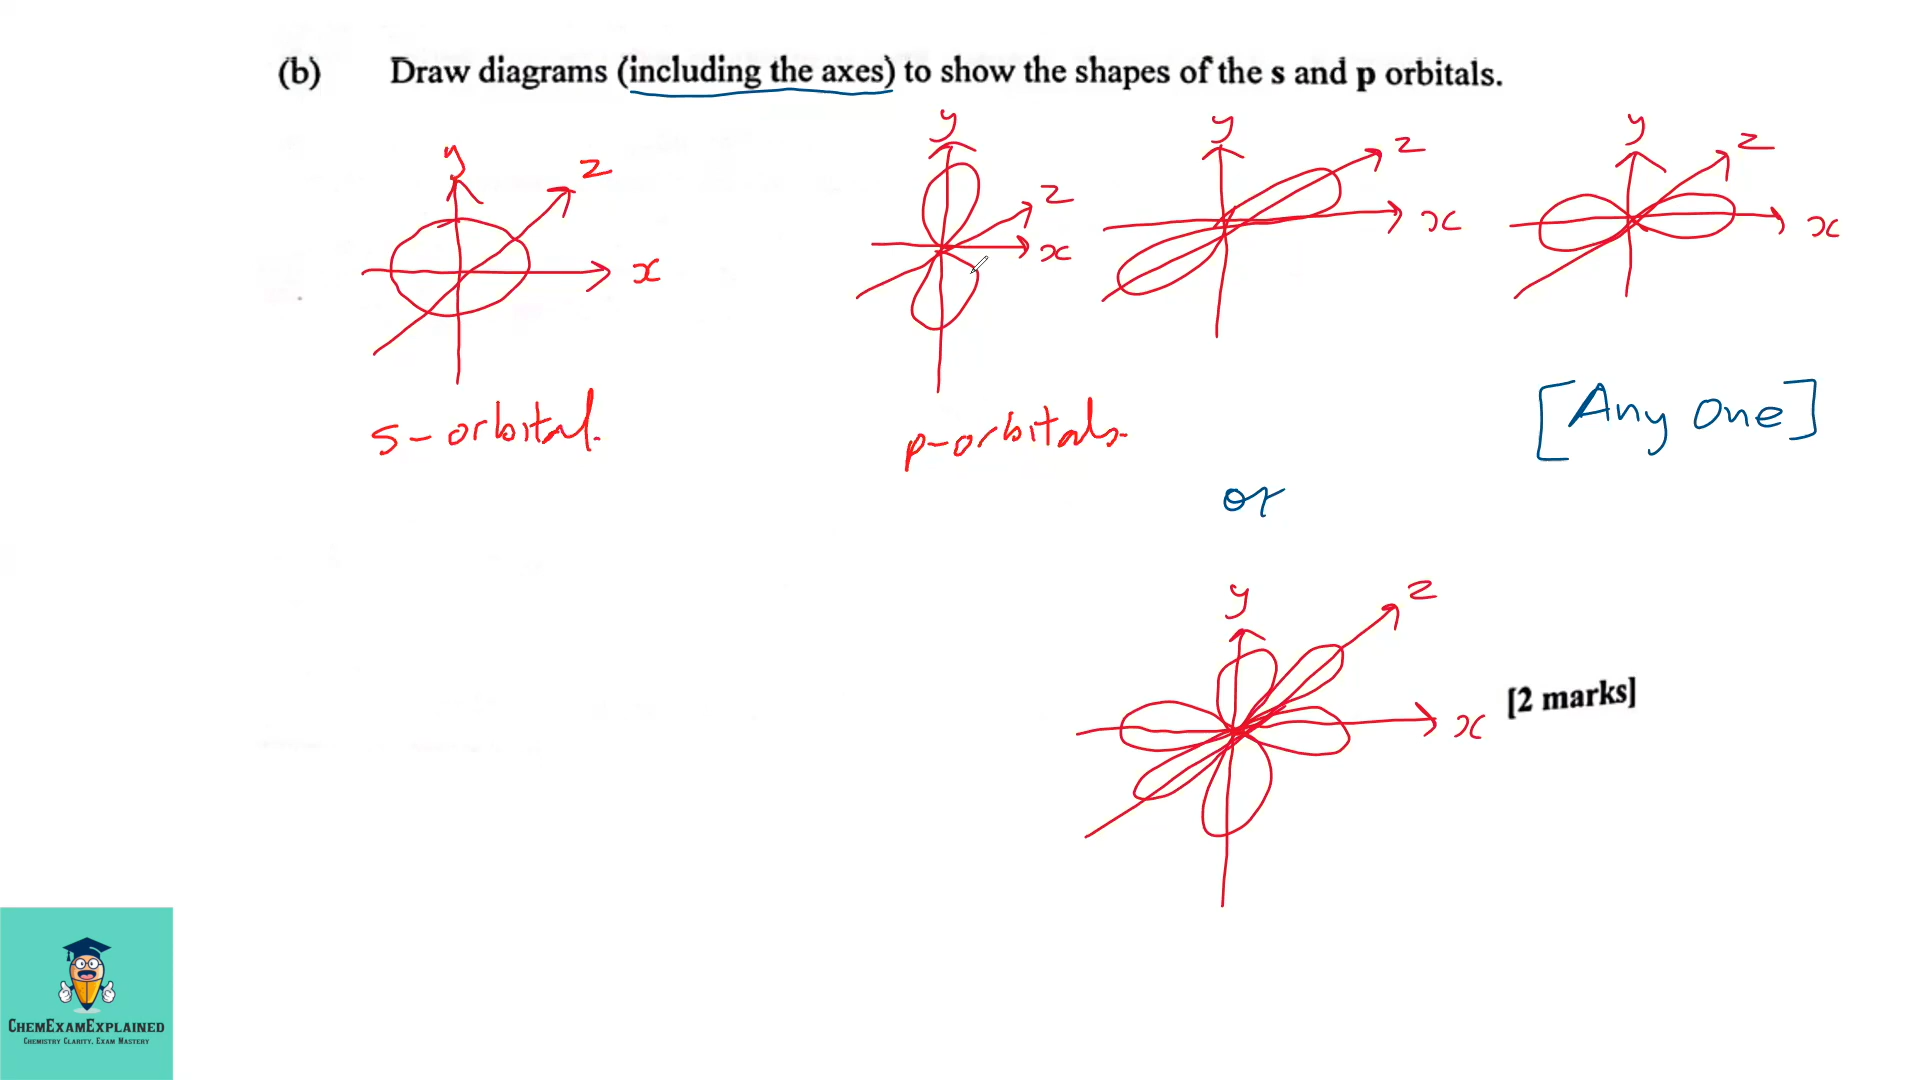 (b) Draw diagrams (including the axes) to show the shapes of the s and p orbitals.
y z x
y z x
y z x
y z x
s-orbital.
p-orbitals.
[Any One]
or
y z x
[2 marks]
CHEMEXAMEXPLAINED
CHEMISTRY CLARITY, EXAM MASTERY